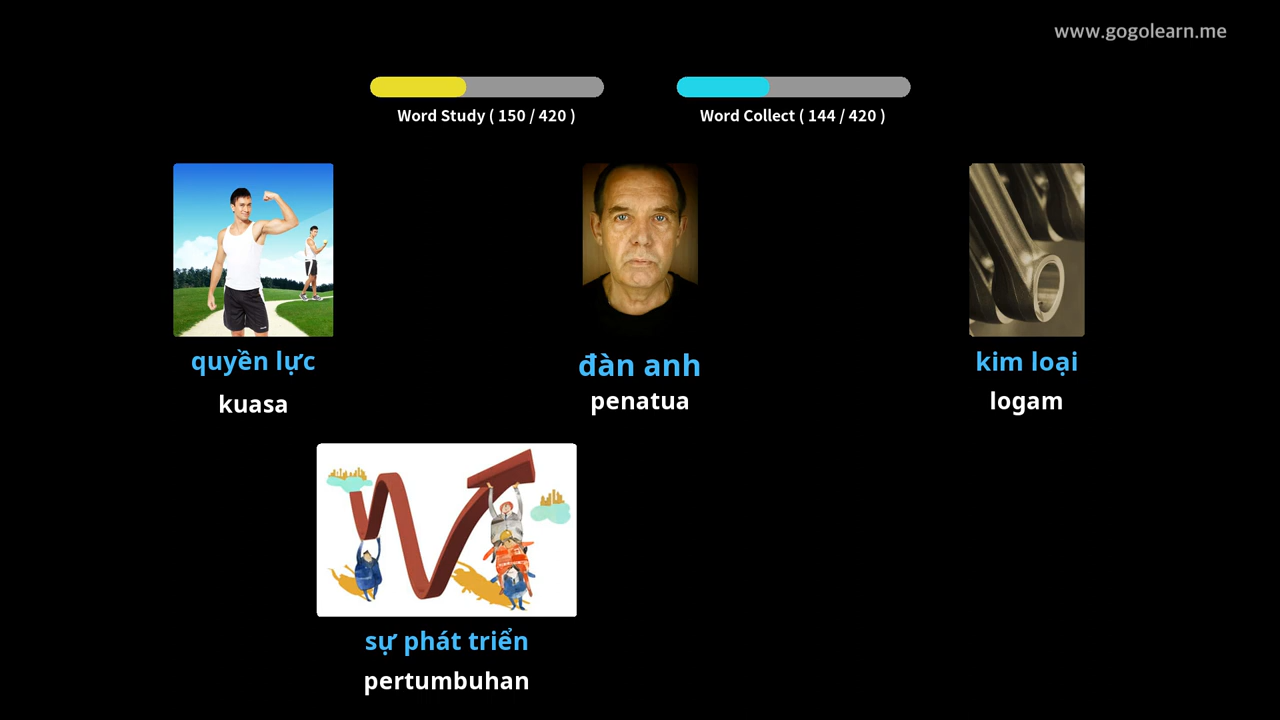 www.gogolearn.me
Word Study ( 150 / 420 )
Word Collect ( 144 / 420 )
quyền lực
kuasa
đàn anh
penatua
kim loại
logam
sự phát triển
pertumbuhan